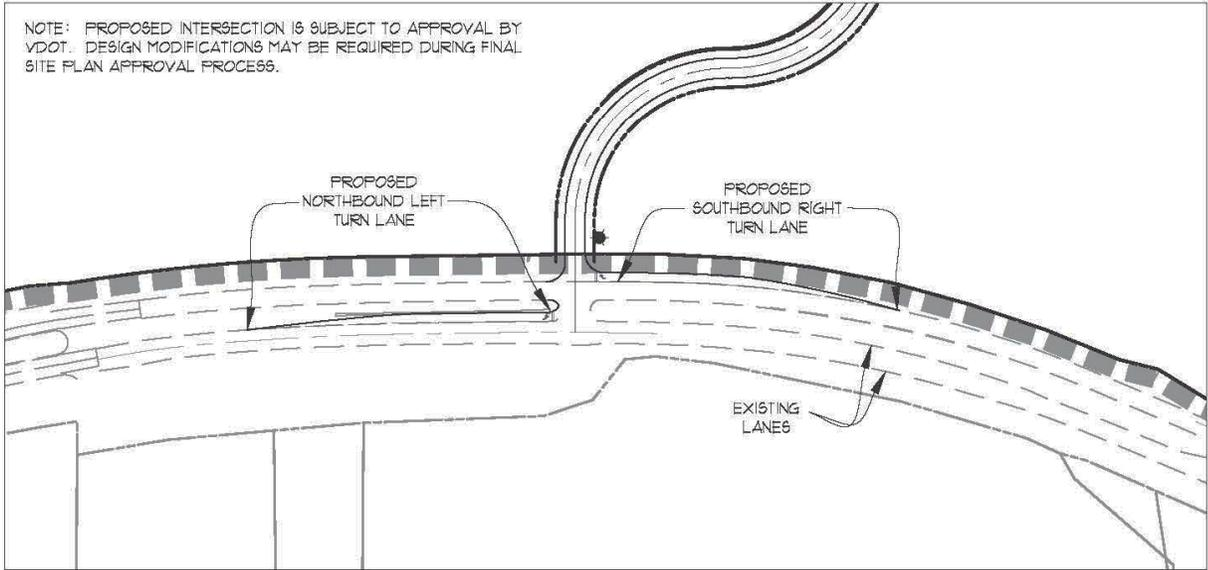 NOTE: PROPOSED INTERSECTION IS SUBJECT TO APPROVAL BY
VDOT. DESIGN MODIFICATIONS MAY BE REQUIRED DURING FINAL
SITE PLAN APPROVAL PROCESS.
PROPOSED
NORTHBOUND LEFT
TURN LANE
PROPOSED
SOUTHBOUND RIGHT
TURN LANE
EXISTING
LANES